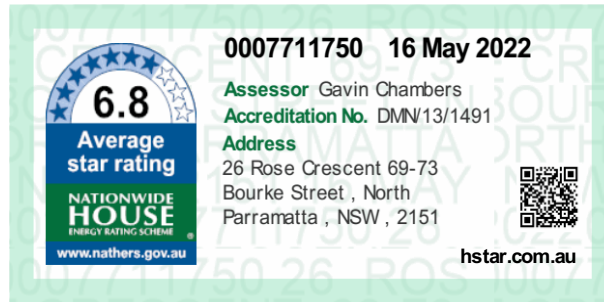 0007711750 16 May 2022
6.8
Average
star rating
NATIONWIDE
HOUSE
ENERGY RATING SCHEME
®
www.nathers.gov.au
Assessor Gavin Chambers
Accreditation No. DMN/13/1491
Address
26 Rose Crescent 69-73
Bourke Street , North
Parramatta , NSW , 2151
hstar.com.au